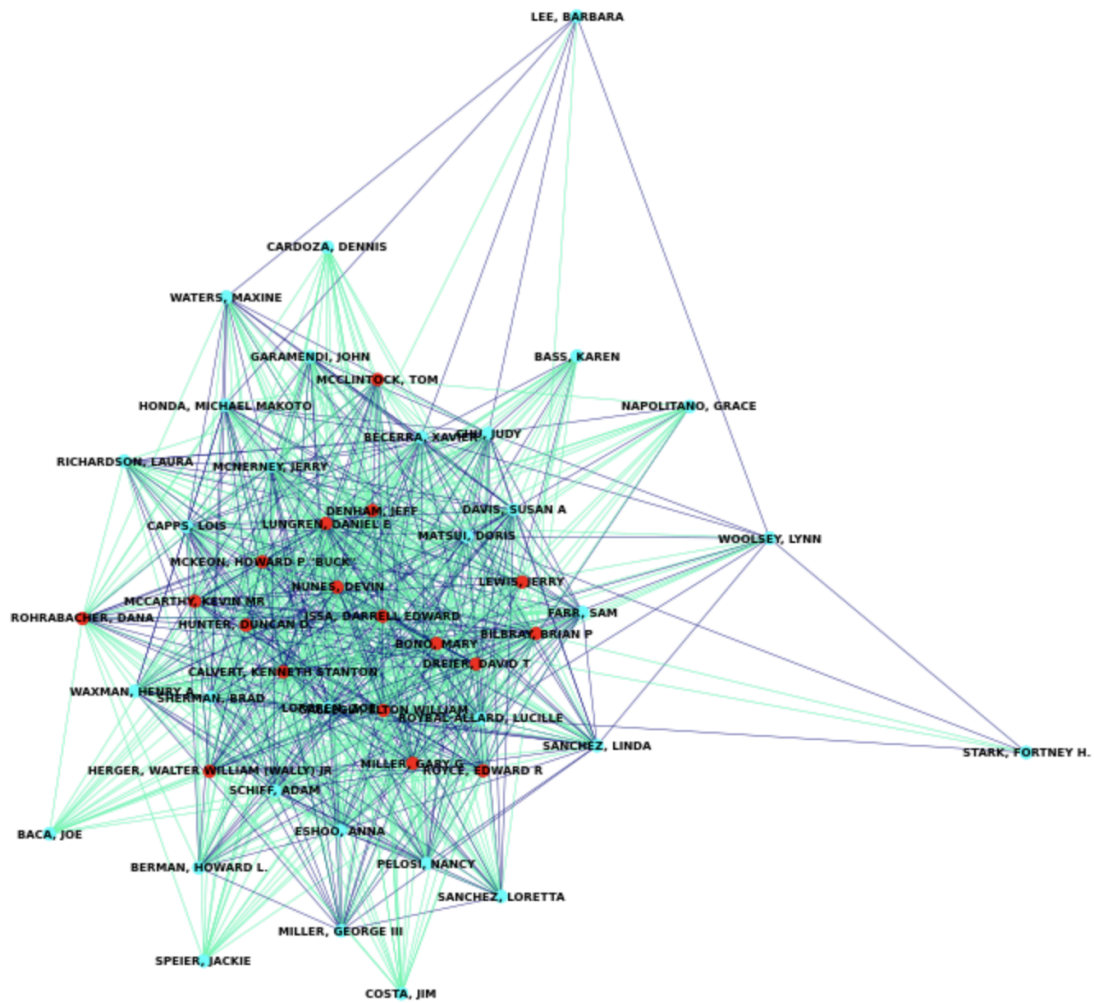 LEE, BARBARA
CARDOZA, DENNIS
WATERS, MAXINE
GARAMENDI, JOHN
BASS, KAREN
MCCLINTOCK, TOM
HONDA, MICHAEL MAKOTO
NAPOLITANO, GRACE
BECERRA, XAVIER
CHU, JUDY
RICHARDSON, LAURA
MCNERNEY, JERRY
DENHAM, JEFF
DAVIS, SUSAN A
CAPPS, LOIS
LUNGREN, DANIEL E
MATSUI, DORIS
WOOLSEY, LYNN
MCKEON, HOWARD P. "BUCK"
NUNES, DEVIN
LEWIS, JERRY
MCCARTHY, KEVIN MR
ROHRABACHER, DANA
ISSA, DARRELL EDWARD
FARR, SAM
HUNTER, DUNCAN D.
BILBRAY, BRIAN P
BONO, MARY
DREIER, DAVID T
CALVERT, KENNETH STANTON
WAXMAN, HENRY A.
SHERMAN, BRAD
ELTON WILLIAM
ROYBAL-ALLARD, LUCILLE
SANCHEZ, LINDA
STARK, FORTNEY H.
MILLER, GARY G
HERGER, WALTER WILLIAM (WALLY) JR
ROYCE, EDWARD R
SCHIFF, ADAM
BACA, JOE
ESHOO, ANNA
BERMAN, HOWARD L.
PELOSI, NANCY
SANCHEZ, LORETTA
MILLER, GEORGE III
SPEIER, JACKIE
COSTA, JIM